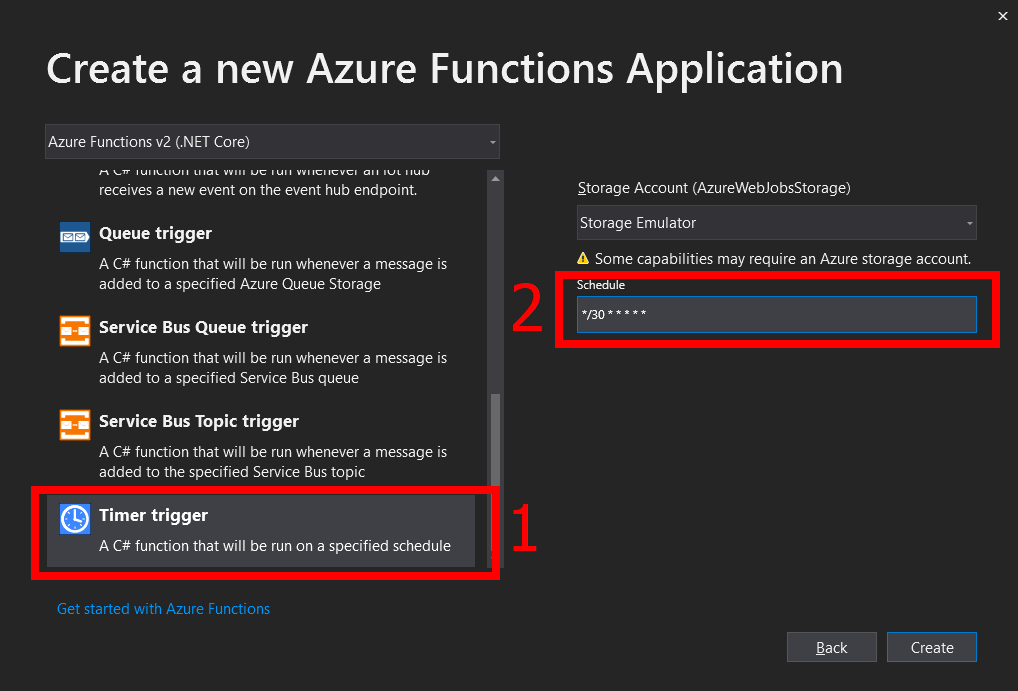 Create a new Azure Functions Application
Azure Functions v2 (.NET Core)
A C# function that will be run whenever an Iot hub
receives a new event on the event hub endpoint.
Queue trigger
A C# function that will be run whenever a message is
added to a specified Azure Queue Storage
Service Bus Queue trigger
A C# function that will be run whenever a message is
added to a specified Service Bus queue
Service Bus Topic trigger
A C# function that will be run whenever a message is
added to the specified Service Bus topic
1
Timer trigger
A C# function that will be run on a specified schedule
Get started with Azure Functions
Storage Account (AzureWebJobsStorage)
Storage Emulator
Some capabilities may require an Azure storage account.
2
Schedule
*/30 * * * * *
Back
Create